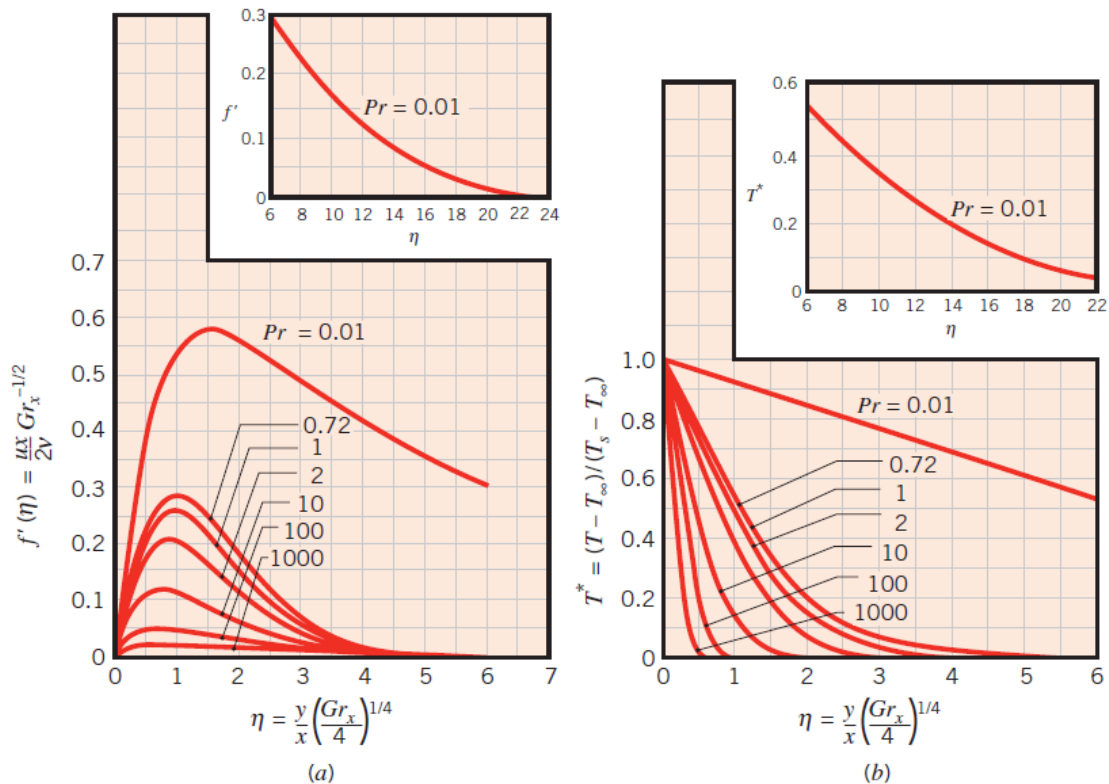 0.3
0.2
f′
Pr = 0.01
0.1
0
6 8 10 12 14 16 18 20 22 24
η
0.7
0.6
0.5
0.4
0.3
0.2
0.1
0
f′ (η) = ux/2ν Gr_x^−1/2
Pr = 0.01
0.72
1
2
10
100
1000
0 1 2 3 4 5 6 7
η = y/x (Gr_x/4)^1/4
(a)
0.6
0.4
T*
Pr = 0.01
0.2
0
6 8 10 12 14 16 18 20 22
η
1.0
0.8
0.6
0.4
0.2
0
T* = (T − T∞)/(T_s − T∞)
Pr = 0.01
0.72
1
2
10
100
1000
0 1 2 3 4 5 6
η = y/x (Gr_x/4)^1/4
(b)